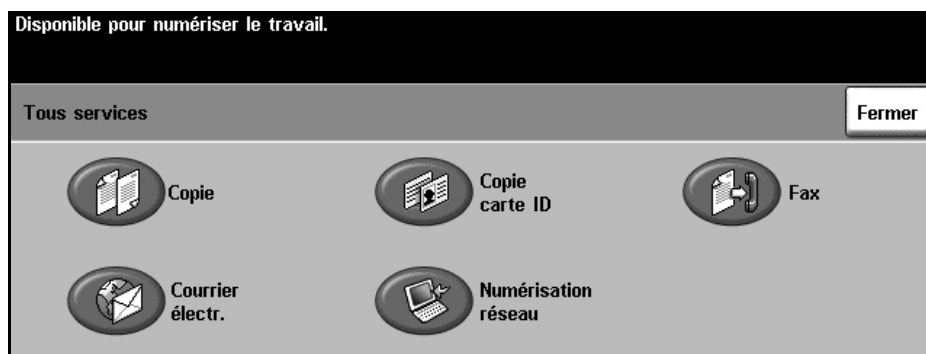 Disponible pour numériser le travail.
Tous services
Fermer
Copie
Copie
carte ID
Fax
Courrier
électr.
Numérisation
réseau